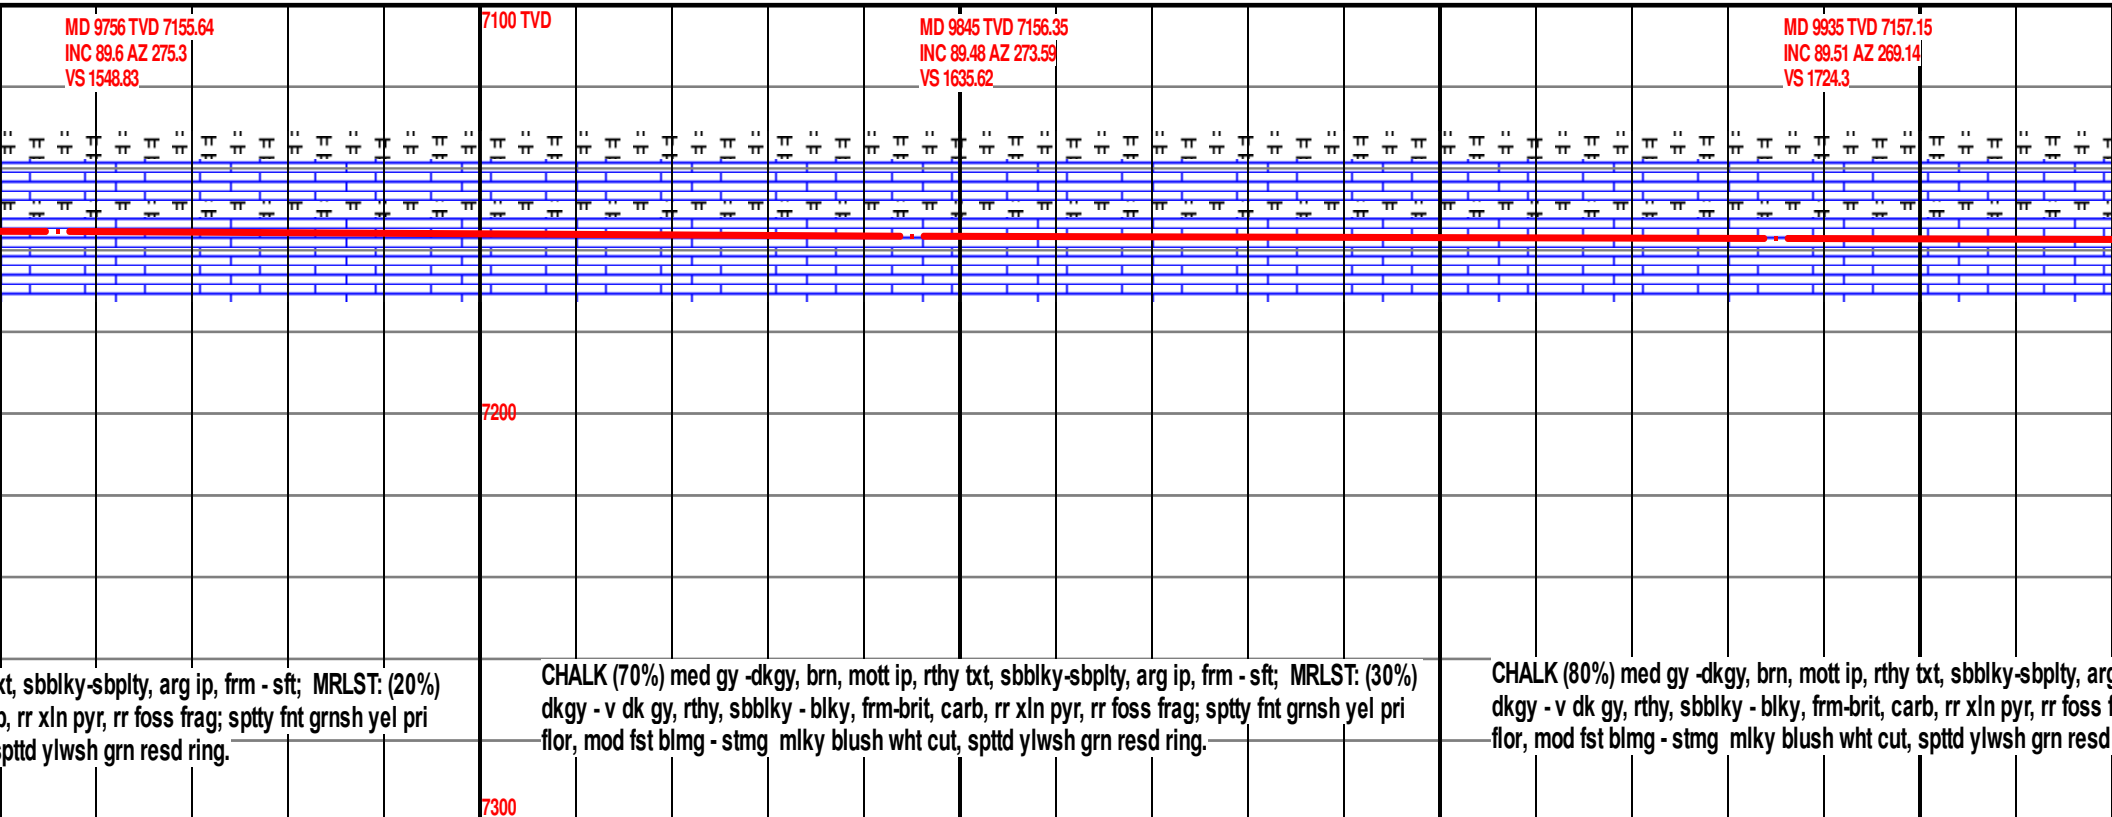 MD 9756 TVD 7155.64
INC 89.6 AZ 275.3
VS 1548.83
7100 TVD
MD 9845 TVD 7156.35
INC 89.48 AZ 273.59
VS 1635.62
MD 9935 TVD 7157.15
INC 89.51 AZ 269.14
VS 1724.3
7200
xt, sbblky-sbplty, arg ip, frm - sft; MRLST: (20%)
, rr xln pyr, rr foss frag; sptty fnt grnsh yel pri
spttd ylwsh grn resd ring.
CHALK (70%) med gy -dkgy, brn, mott ip, rthy txt, sbblky-sbplty, arg ip, frm - sft; MRLST: (30%)
dkgy - v dk gy, rthy, sbblky - blky, frm-brit, carb, rr xln pyr, rr foss frag; sptty fnt grnsh yel pri
flor, mod fst blmg - stmg mlky blush wht cut, spttd ylwsh grn resd ring.
CHALK (80%) med gy -dkgy, brn, mott ip, rthy txt, sbblky-sbplty, arg
dkgy - v dk gy, rthy, sbblky - blky, frm-brit, carb, rr xln pyr, rr foss f
flor, mod fst blmg - stmg mlky blush wht cut, spttd ylwsh grn resd
7300